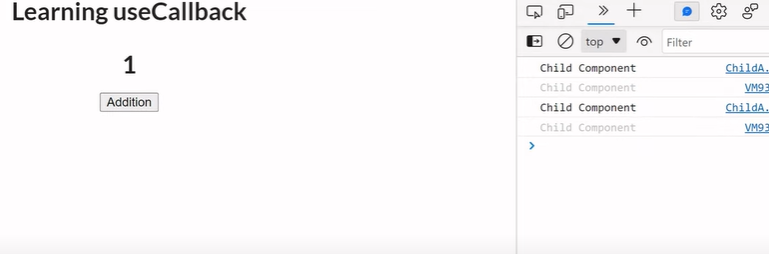 Learning useCallback
1
Addition
top
Filter
Child Component ChildA.
Child Component VM93
Child Component ChildA.
Child Component VM93